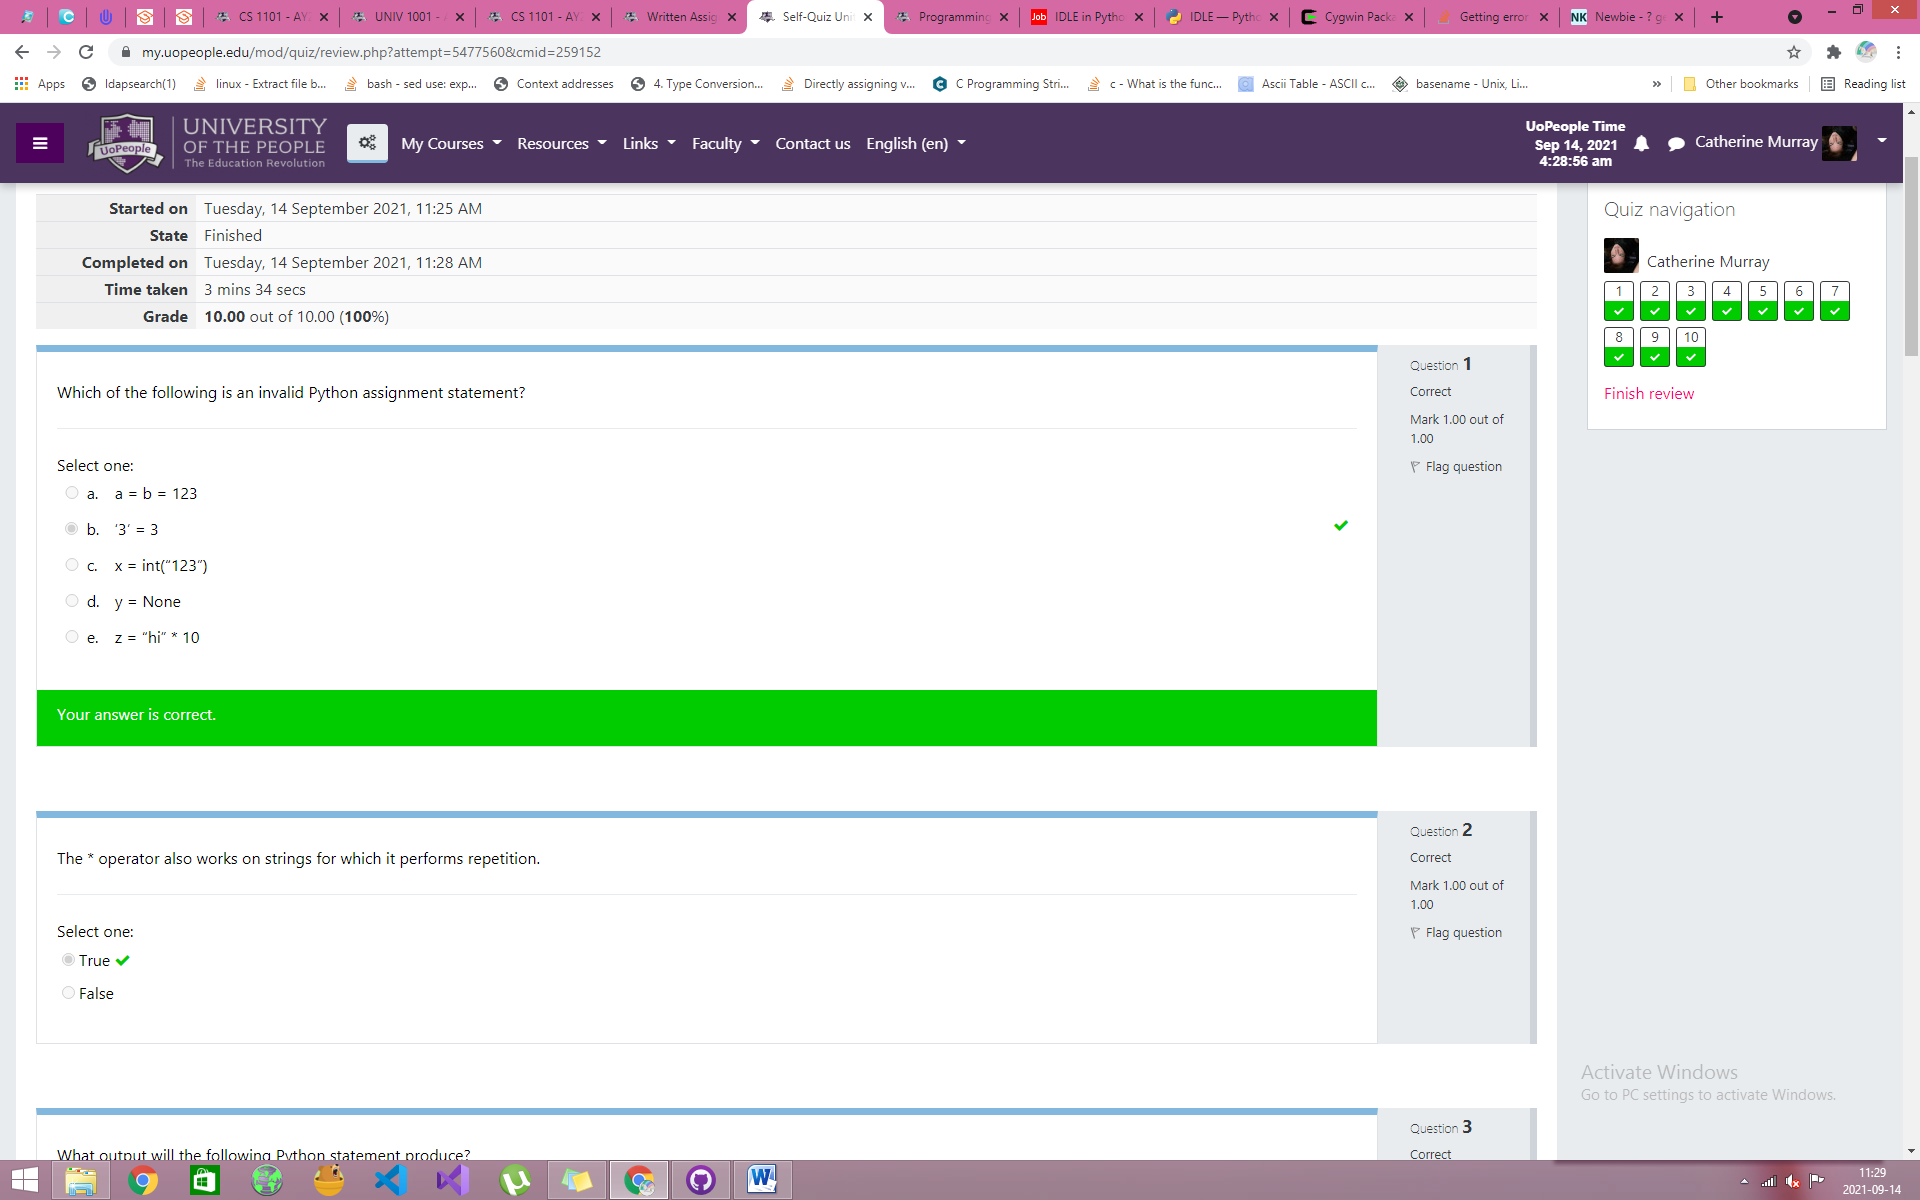 CS 1101 - AY
UNIV 1001 -
CS 1101 - AY
Written Assig
Self-Quiz Uni
Programming
Job
IDLE in Pytho
IDLE — Pytho
Cygwin Packa
Getting error
NK
Newbie - ? ge
my.uopeople.edu/mod/quiz/review.php?attempt=5477560&cmid=259152
Apps
ldapsearch(1)
linux - Extract file b...
bash - sed use: exp...
Context addresses
4. Type Conversion...
Directly assigning v...
C Programming Stri...
c - What is the func...
Ascii Table - ASCII c...
basename - Unix, Li...
»
Other bookmarks
Reading list
UoPeople
UNIVERSITY
OF THE PEOPLE
The Education Revolution
My Courses
Resources
Links
Faculty
Contact us
English (en)
UoPeople Time
Sep 14, 2021
4:28:56 am
Catherine Murray
Started on Tuesday, 14 September 2021, 11:25 AM
State Finished
Completed on Tuesday, 14 September 2021, 11:28 AM
Time taken 3 mins 34 secs
Grade 10.00 out of 10.00 (100%)
Quiz navigation
Catherine Murray
1 2 3 4 5 6 7
8 9 10
Finish review
Question 1
Correct
Mark 1.00 out of
1.00
Flag question
Which of the following is an invalid Python assignment statement?
Select one:
a. a = b = 123
b. ‘3’ = 3
c. x = int(“123”)
d. y = None
e. z = “hi” * 10
Your answer is correct.
Question 2
Correct
Mark 1.00 out of
1.00
Flag question
The * operator also works on strings for which it performs repetition.
Select one:
True
False
Question 3
Correct
What output will the following Python statement produce?
Activate Windows
Go to PC settings to activate Windows.
11:29
2021-09-14